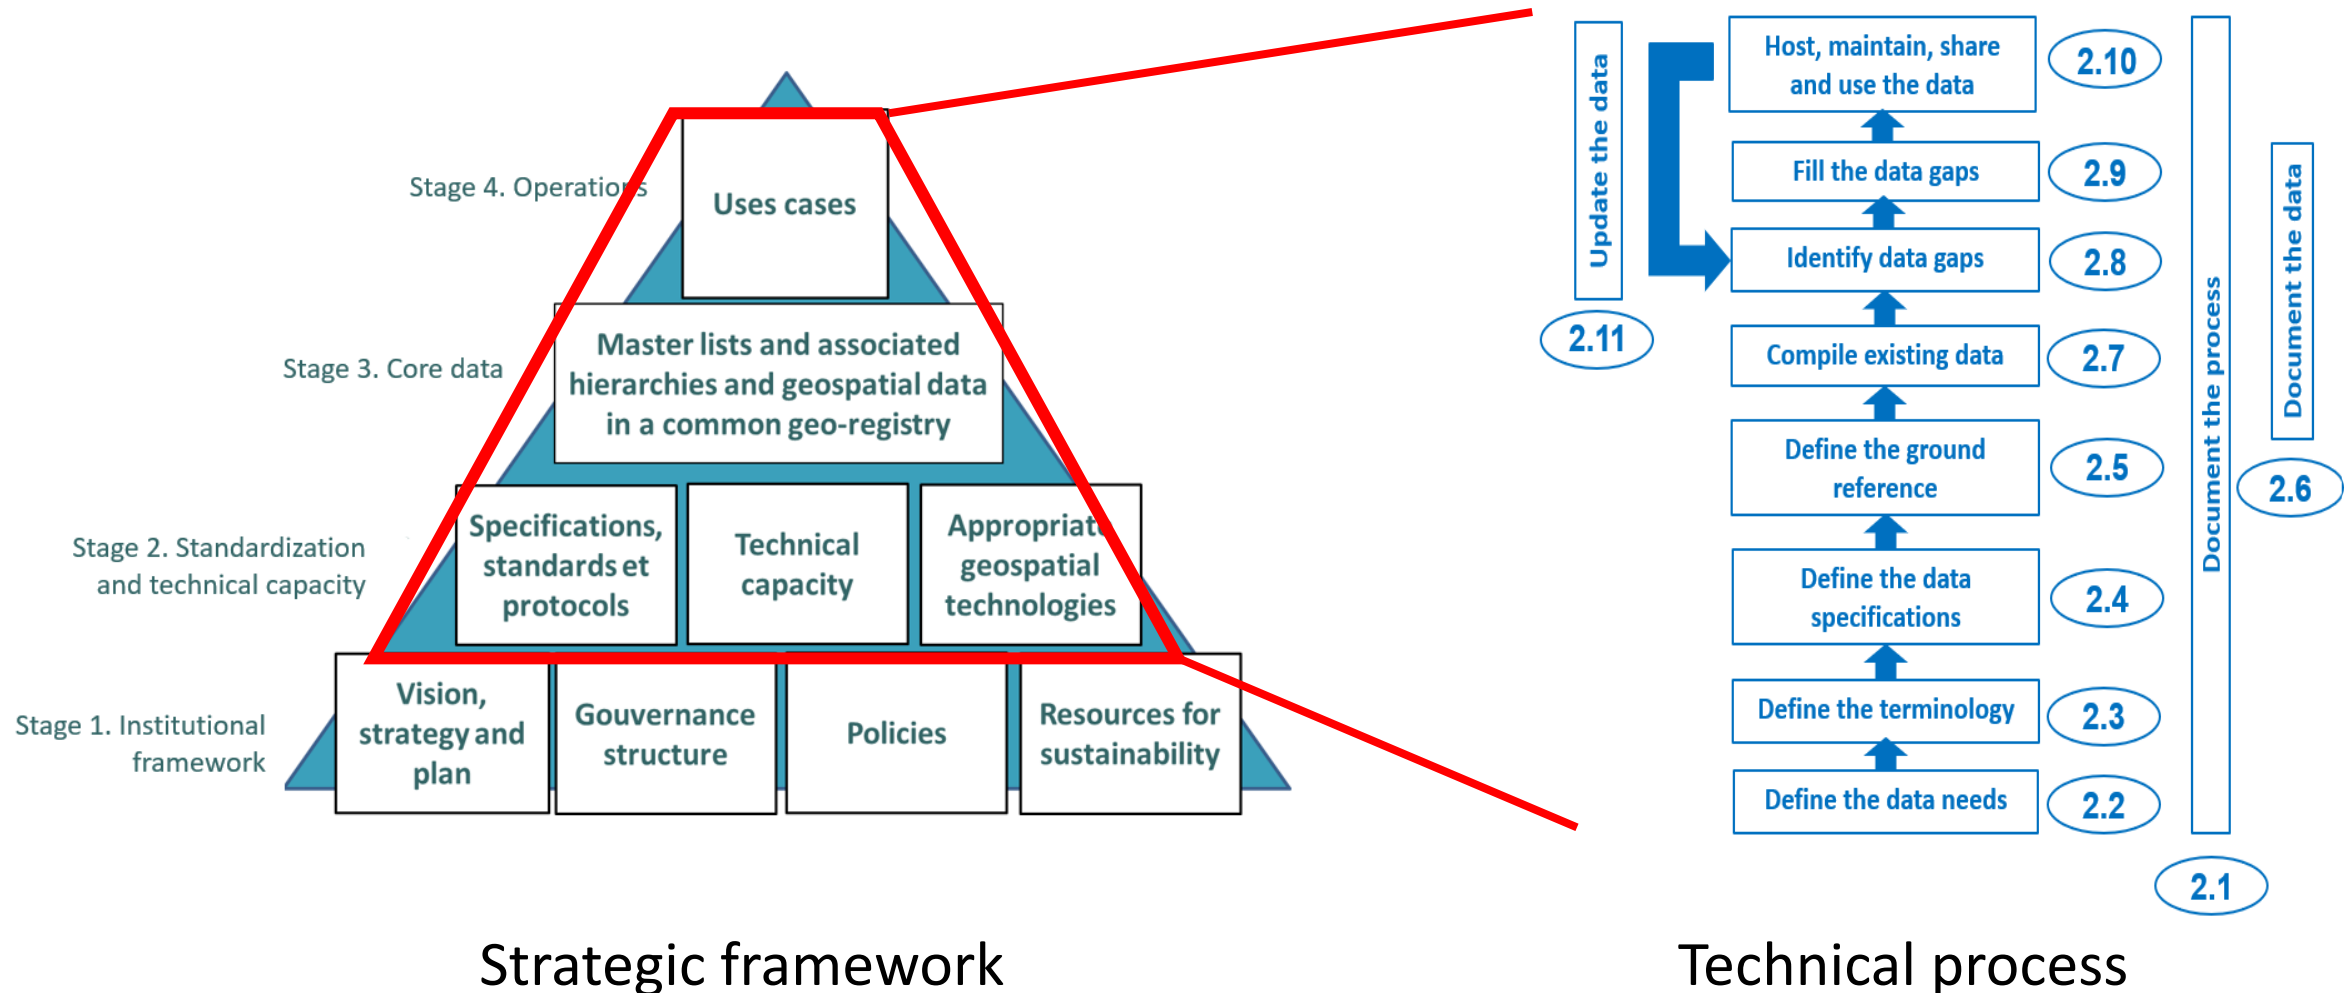 Stage 4. Operations
Uses cases
Stage 3. Core data
Master lists and associated
hierarchies and geospatial data
in a common geo-registry
Stage 2. Standardization
and technical capacity
Specifications,
standards et
protocols
Technical
capacity
Appropriate
geospatial
technologies
Stage 1. Institutional
framework
Vision,
strategy and
plan
Gouvernance
structure
Policies
Resources for
sustainability
Strategic framework
Update the data
2.11
Host, maintain, share
and use the data
2.10
Fill the data gaps
2.9
Identify data gaps
2.8
Compile existing data
2.7
Define the ground
reference
2.5
Define the data
specifications
2.4
Define the terminology
2.3
Define the data needs
2.2
Document the process
2.1
Document the data
2.6
Technical process